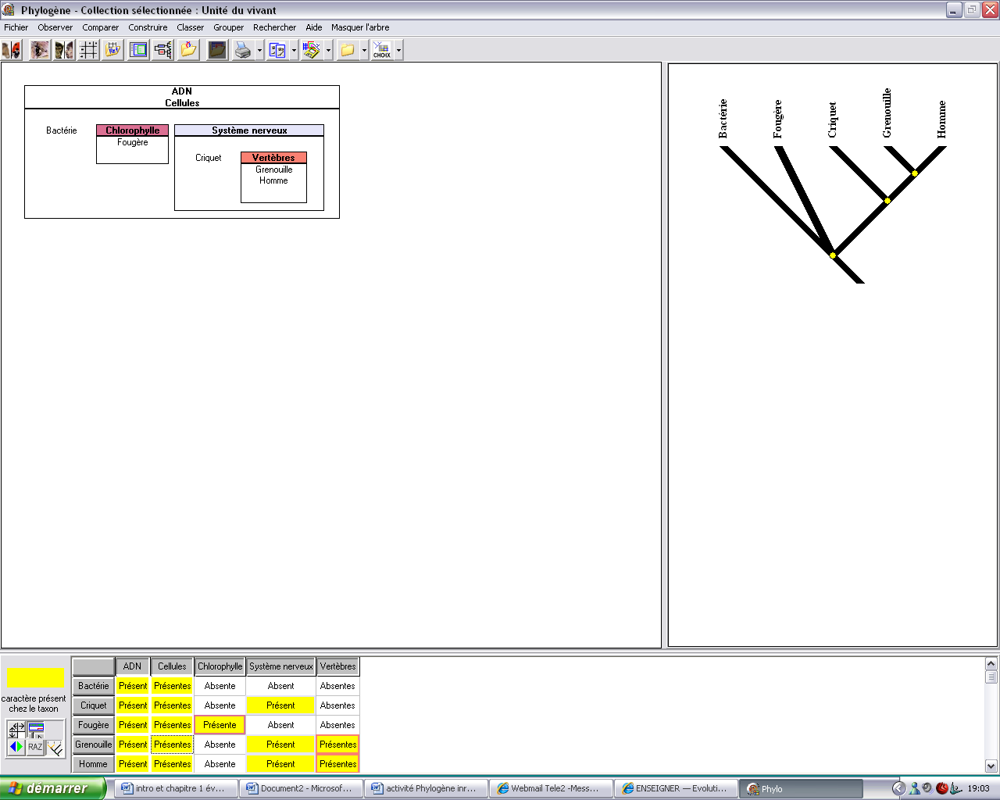 Phylogène - Collection sélectionnée : Unité du vivant
Fichier Observer Comparer Construire Classer Grouper Rechercher Aide Masquer l'arbre
CHOIX
ADN
Cellules
Bactérie
Chlorophylle
Fougère
Système nerveux
Criquet
Vertèbres
Grenouille
Homme
Bactérie
Fougère
Criquet
Grenouille
Homme
caractère présent
chez le taxon
RAZ
ADN Cellules Chlorophylle Système nerveux Vertèbres
Bactérie Présent Présentes Absente Absent Absentes
Criquet Présent Présentes Absente Présent Absentes
Fougère Présent Présentes Présente Absent Absentes
Grenouille Présent Présentes Absente Présent Présentes
Homme Présent Présentes Absente Présent Présentes
démarrer
intro et chapitre 1 év...
Document2 - Microsof...
activité Phylogène inr...
Webmail Tele2 -Mess...
ENSEIGNER — Evoluti...
Phylo
19:03